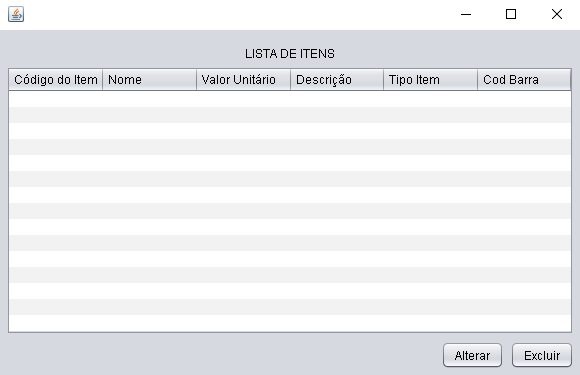 LISTA DE ITENS
Código do Item Nome Valor Unitário Descrição Tipo Item Cod Barra
Alterar Excluir